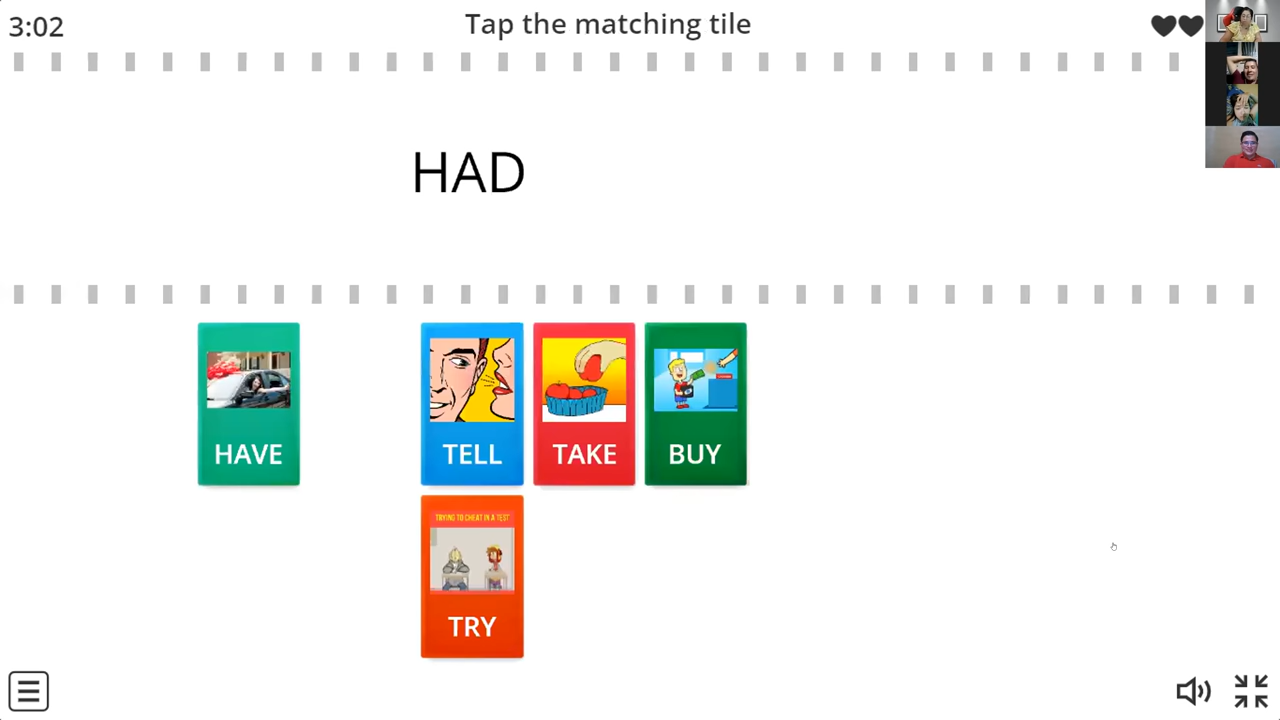 3:02
Tap the matching tile
HAD
HAVE
TELL
TAKE
BUY
TRYING TO CHEAT IN A TEST
TRY